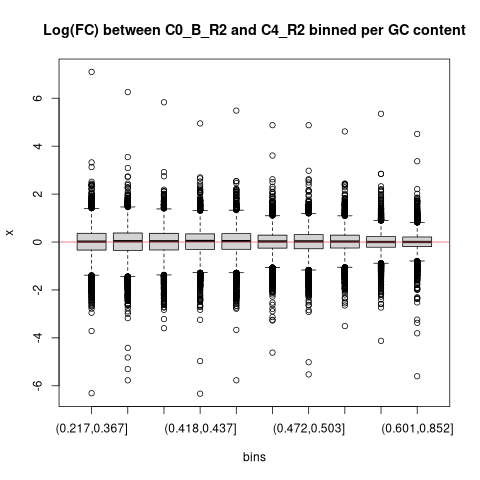 Log(FC) between C0_B_R2 and C4_R2 binned per GC content
x
6
4
2
0
-2
-4
-6
(0.217,0.367] (0.418,0.437] (0.472,0.503] (0.601,0.852]
bins